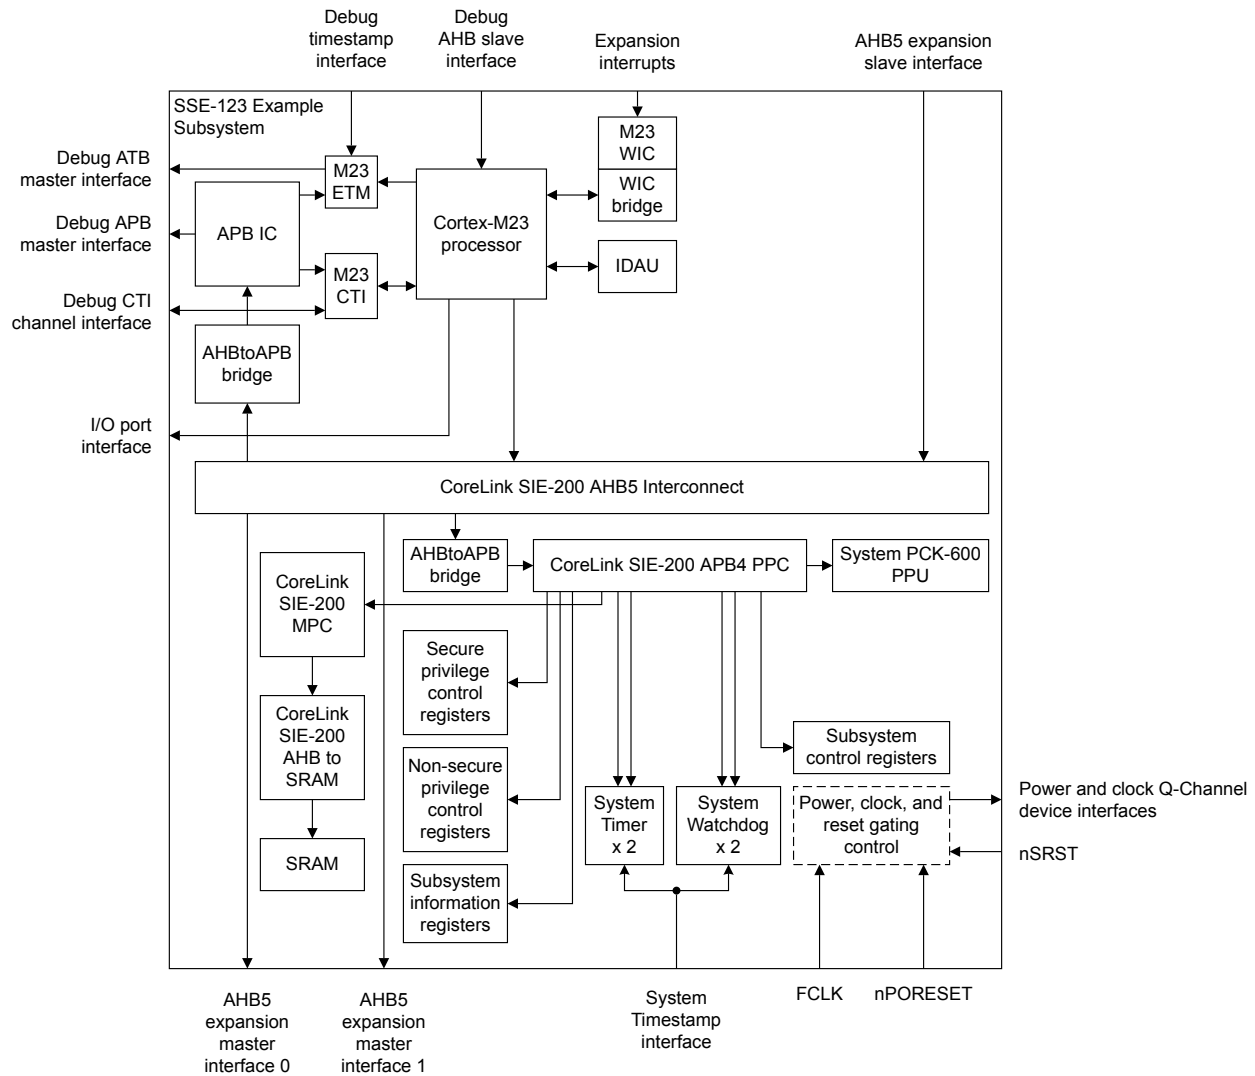 Debug
timestamp
interface
Debug
AHB slave
interface
Expansion
interrupts
AHB5 expansion
slave interface
SSE-123 Example
Subsystem
M23
WIC
WIC
bridge
Debug ATB
master interface
M23
ETM
Debug APB
master interface
APB IC
Cortex-M23
processor
IDAU
M23
CTI
Debug CTI
channel interface
AHBtoAPB
bridge
I/O port
interface
CoreLink SIE-200 AHB5 Interconnect
AHBtoAPB
bridge
CoreLink SIE-200 APB4 PPC
System PCK-600
PPU
CoreLink
SIE-200
MPC
Secure
privilege
control
registers
CoreLink
SIE-200
AHB to
SRAM
Subsystem
control registers
Non-secure
privilege
control
registers
System
Timer
x 2
System
Watchdog
x 2
Power, clock, and
reset gating
control
Power and clock Q-Channel
device interfaces
nSRST
SRAM
Subsystem
information
registers
AHB5
expansion
master
interface 0
AHB5
expansion
master
interface 1
System
Timestamp
interface
FCLK
nPORESET